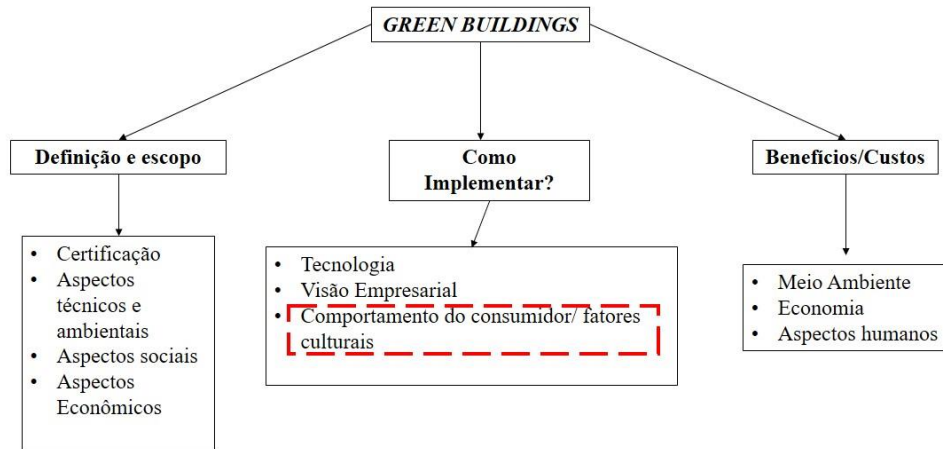 GREEN BUILDINGS
Definição e escopo
• Certificação
• Aspectos
técnicos e
ambientais
• Aspectos sociais
• Aspectos
Econômicos
Como
Implementar?
• Tecnologia
• Visão Empresarial
• Comportamento do consumidor/ fatores
culturais
Benefícios/Custos
• Meio Ambiente
• Economia
• Aspectos humanos